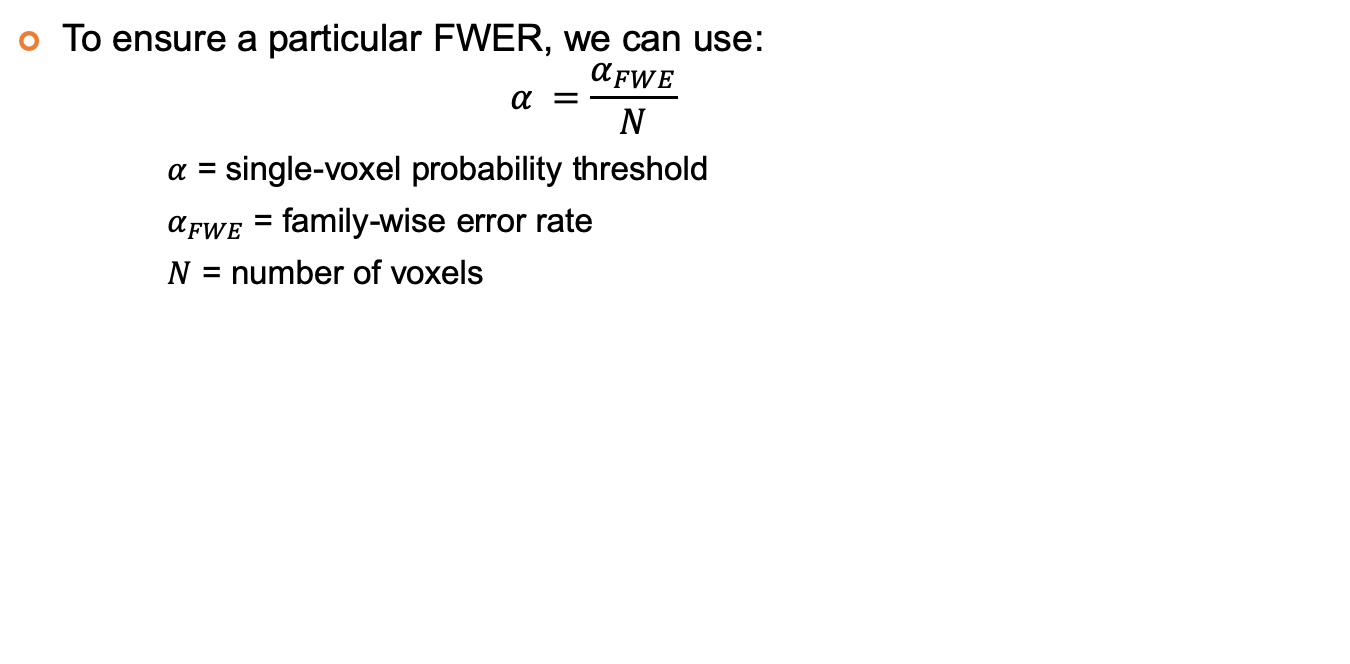 To ensure a particular FWER, we can use:
α = α_FWE / N
α = single-voxel probability threshold
α_FWE = family-wise error rate
N = number of voxels